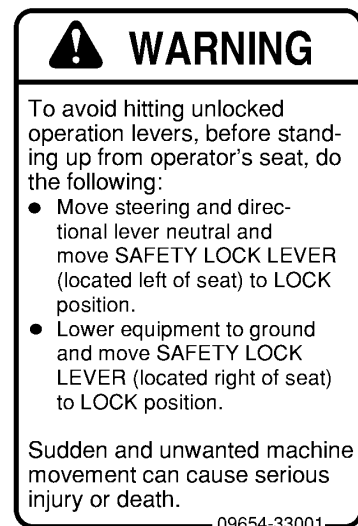 WARNING
To avoid hitting unlocked
operation levers, before stand-
ing up from operator's seat, do
the following:
● Move steering and direc-
tional lever neutral and
move SAFETY LOCK LEVER
(located left of seat) to LOCK
position.
● Lower equipment to ground
and move SAFETY LOCK
LEVER (located right of seat)
to LOCK position.
Sudden and unwanted machine
movement can cause serious
injury or death.
09654-33001